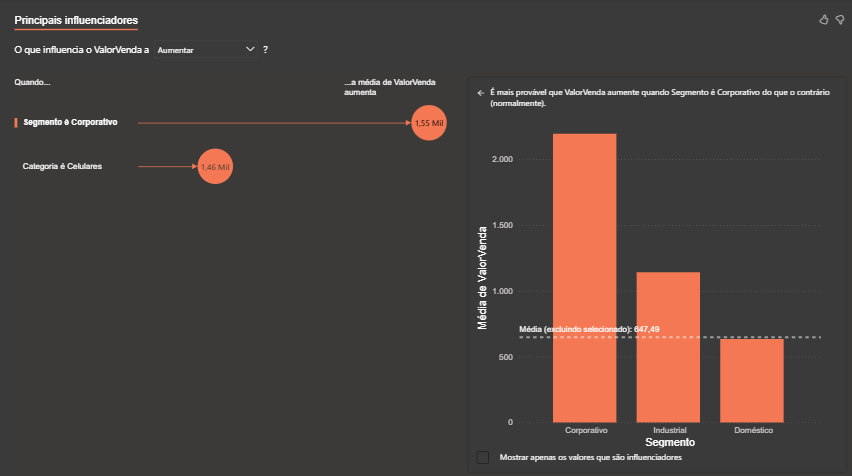 Principais influenciadores
O que influencia o ValorVenda a Aumentar ?
Quando...
...a média de ValorVenda
aumenta
Segmento é Corporativo
1,55 Mil
Categoria é Celulares
1,46 Mil
É mais provável que ValorVenda aumente quando Segmento é Corporativo do que o contrário
(normalmente).
Média de ValorVenda
2.000
1.500
1.000
500
0
Média (excluindo selecionado): 647,49
Corporativo
Industrial
Doméstico
Segmento
Mostrar apenas os valores que são influenciadores